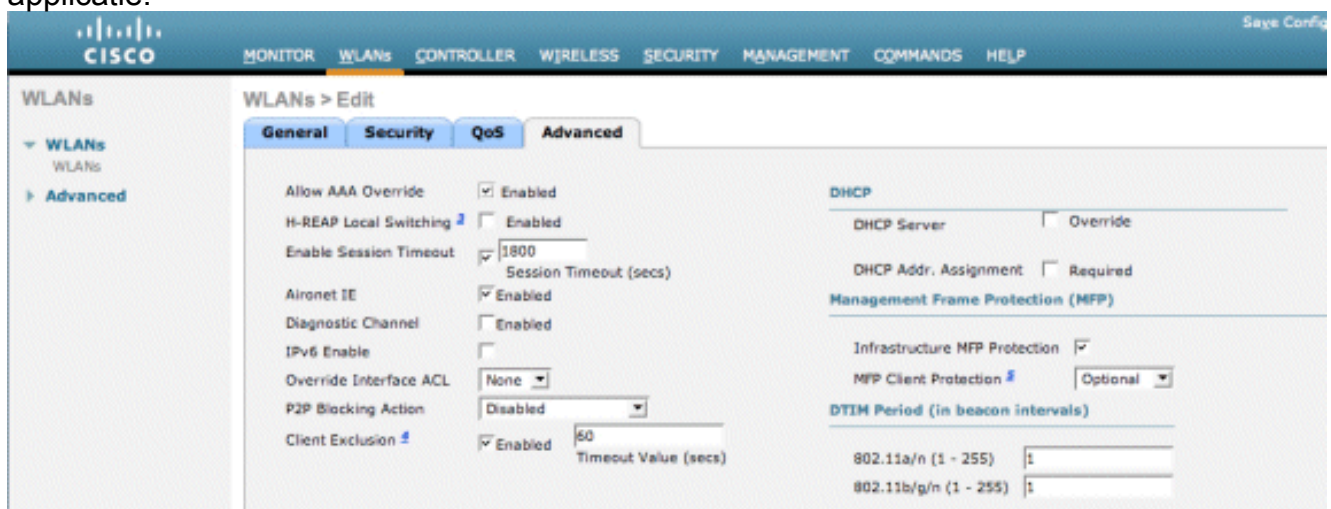 applicatie.
Save Config
CISCO
MONITOR WLANs CONTROLLER WIRELESS SECURITY MANAGEMENT COMMANDS HELP
WLANs
WLANs
WLANs
Advanced
WLANs > Edit
General Security QoS Advanced
Allow AAA Override Enabled
H-REAP Local Switching 3 Enabled
Enable Session Timeout 1800
Session Timeout (secs)
Aironet IE Enabled
Diagnostic Channel Enabled
IPv6 Enable
Override Interface ACL None
P2P Blocking Action Disabled
Client Exclusion 4 Enabled 60
Timeout Value (secs)
DHCP
DHCP Server Override
DHCP Addr. Assignment Required
Management Frame Protection (MFP)
Infrastructure MFP Protection
MFP Client Protection 5 Optional
DTIM Period (in beacon intervals)
802.11a/n (1 - 255) 1
802.11b/g/n (1 - 255) 1